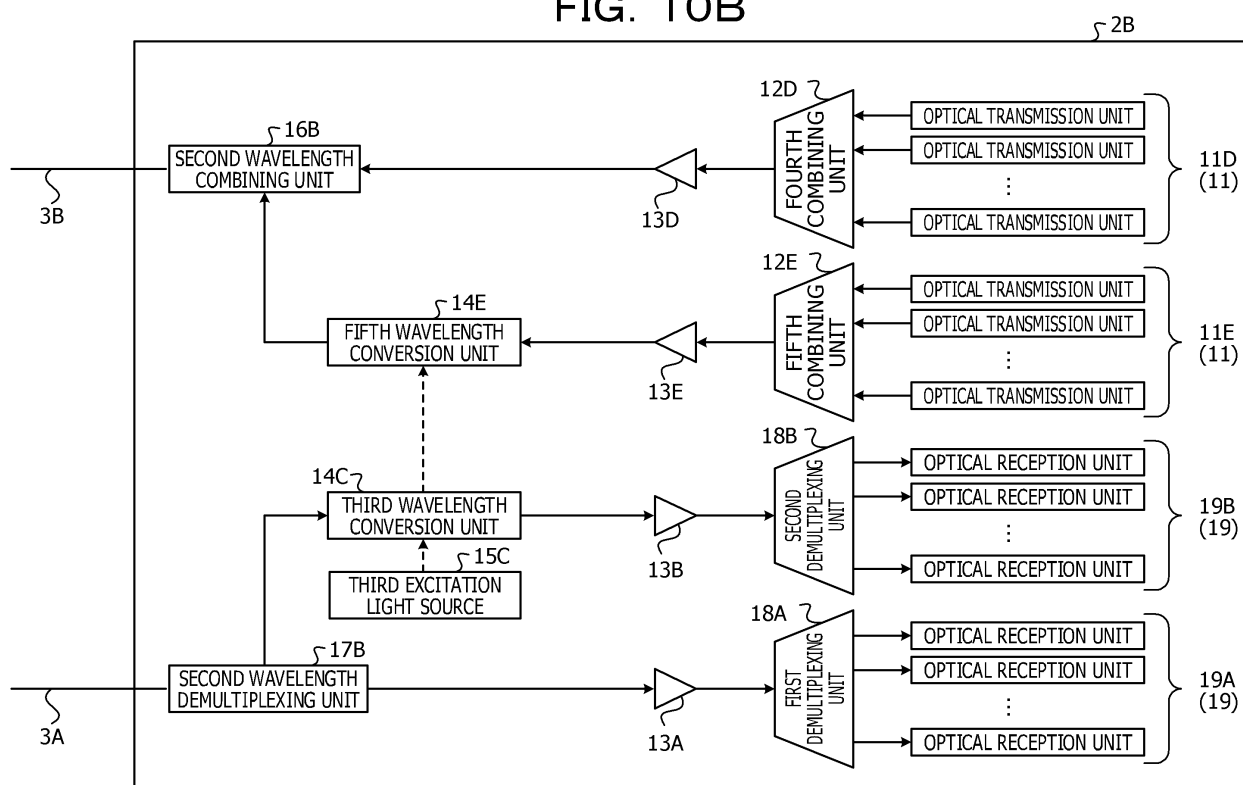 FIG. 10B
2B
12D
16B
SECOND WAVELENGTH
COMBINING UNIT
3B
13D
FOURTH
COMBINING
UNIT
OPTICAL TRANSMISSION UNIT
OPTICAL TRANSMISSION UNIT
⋮
OPTICAL TRANSMISSION UNIT
11D
(11)
12E
14E
FIFTH WAVELENGTH
CONVERSION UNIT
13E
FIFTH
COMBINING
UNIT
OPTICAL TRANSMISSION UNIT
OPTICAL TRANSMISSION UNIT
⋮
OPTICAL TRANSMISSION UNIT
11E
(11)
18B
14C
THIRD WAVELENGTH
CONVERSION UNIT
15C
THIRD EXCITATION
LIGHT SOURCE
13B
SECOND
DEMULTIPLEXING
UNIT
OPTICAL RECEPTION UNIT
OPTICAL RECEPTION UNIT
⋮
OPTICAL RECEPTION UNIT
19B
(19)
18A
17B
SECOND WAVELENGTH
DEMULTIPLEXING UNIT
3A
13A
FIRST
DEMULTIPLEXING
UNIT
OPTICAL RECEPTION UNIT
OPTICAL RECEPTION UNIT
⋮
OPTICAL RECEPTION UNIT
19A
(19)